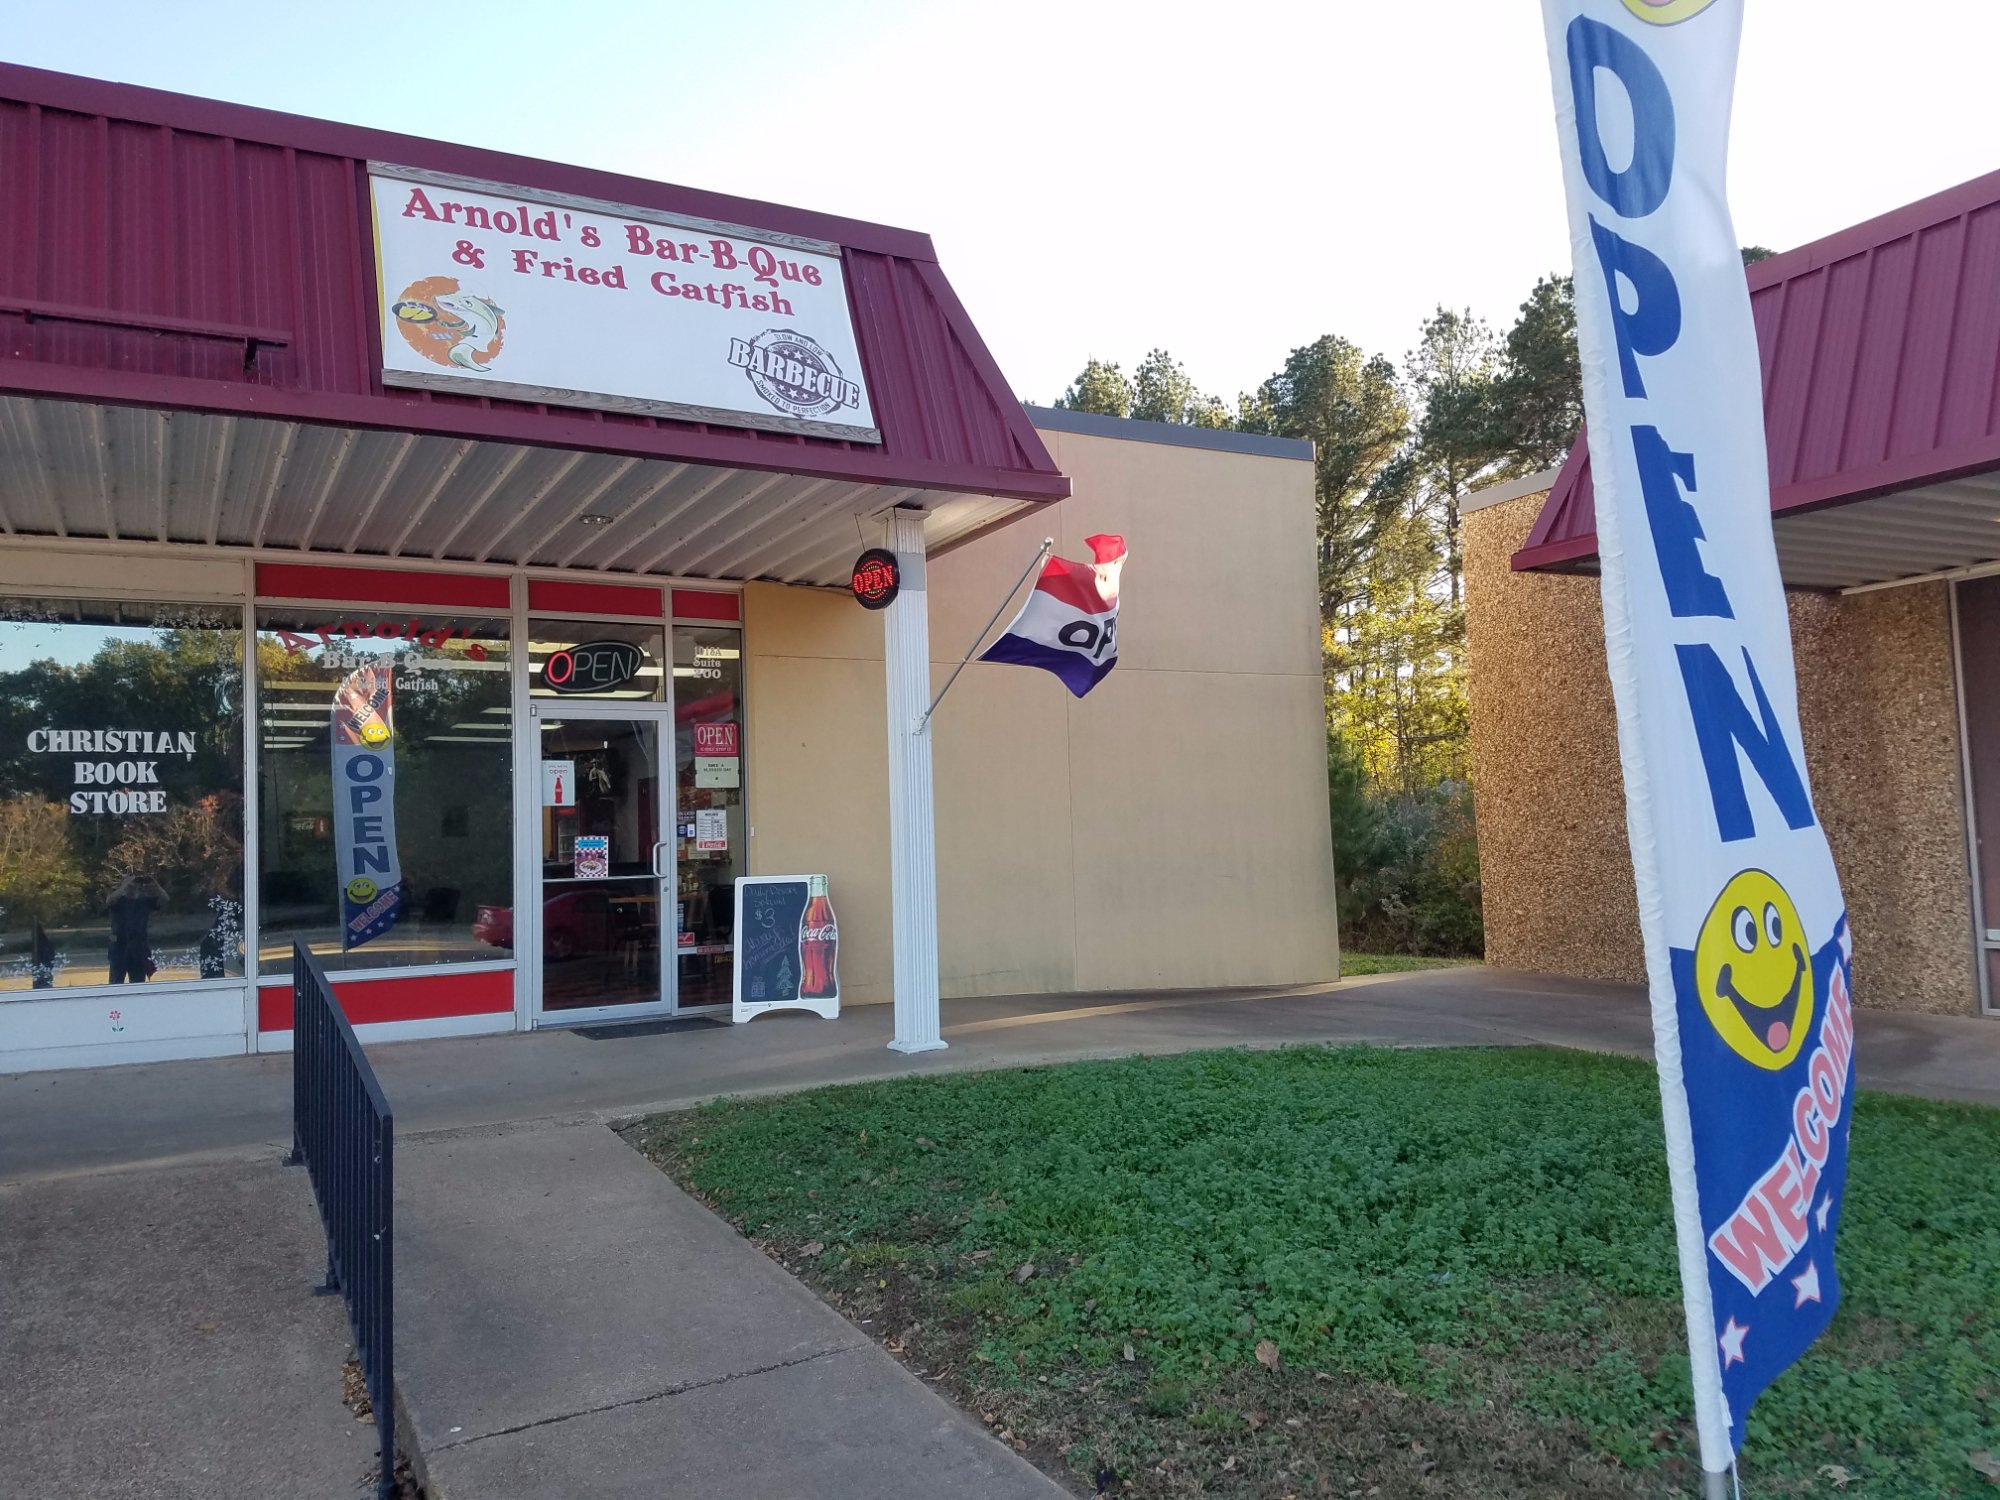 Arnold's Bar-B-Que
& Fried Catfish
SLOW AND LOW
BARBECUE
SMOKED TO PERFECTION
OPEN
WELCOME
OPEN
OPEN
Arnold's
Bar-B-Que
Catfish
OPEN
Suite
200
CHRISTIAN
BOOK
STORE
WELCOME
OPEN
WELCOME
OPEN
open
$3
Coca-Cola